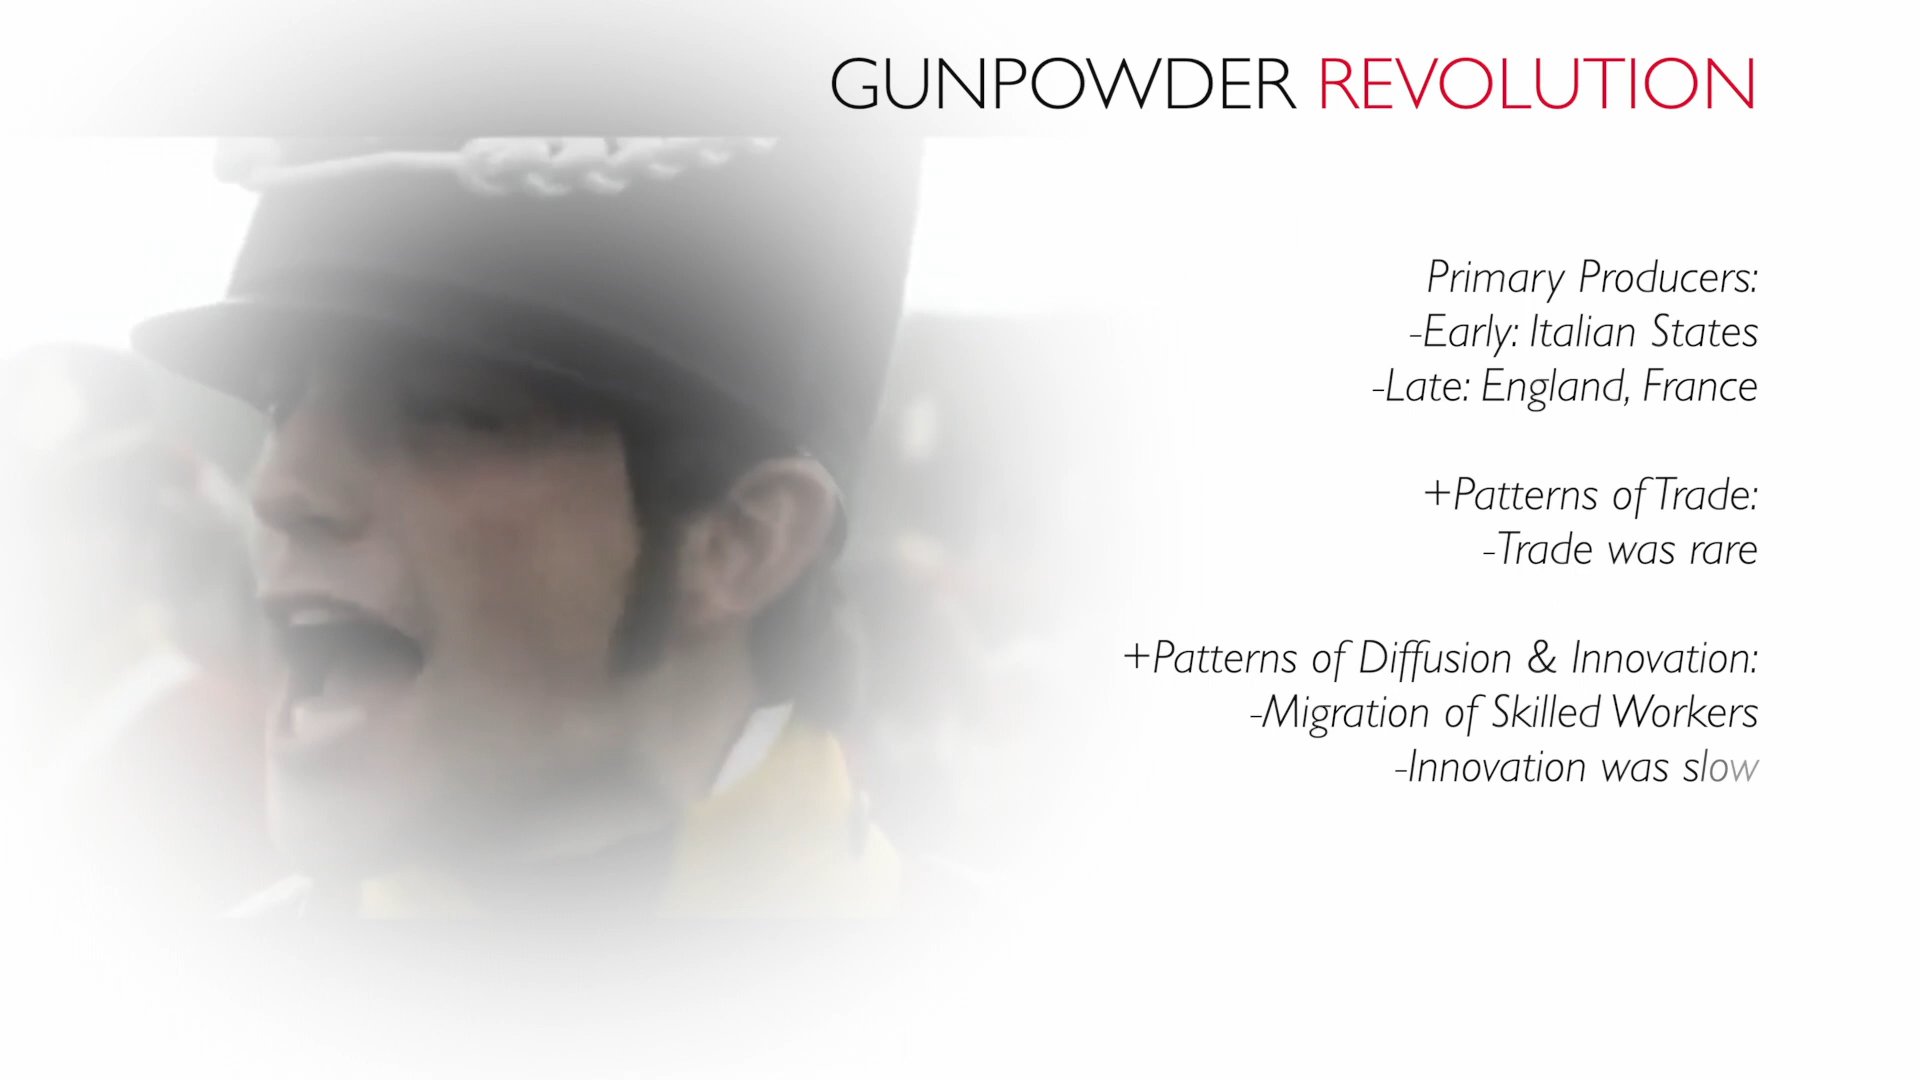 GUNPOWDER REVOLUTION
Primary Producers:
-Early: Italian States
-Late: England, France
+Patterns of Trade:
-Trade was rare
+Patterns of Diffusion & Innovation:
-Migration of Skilled Workers
-Innovation was slow